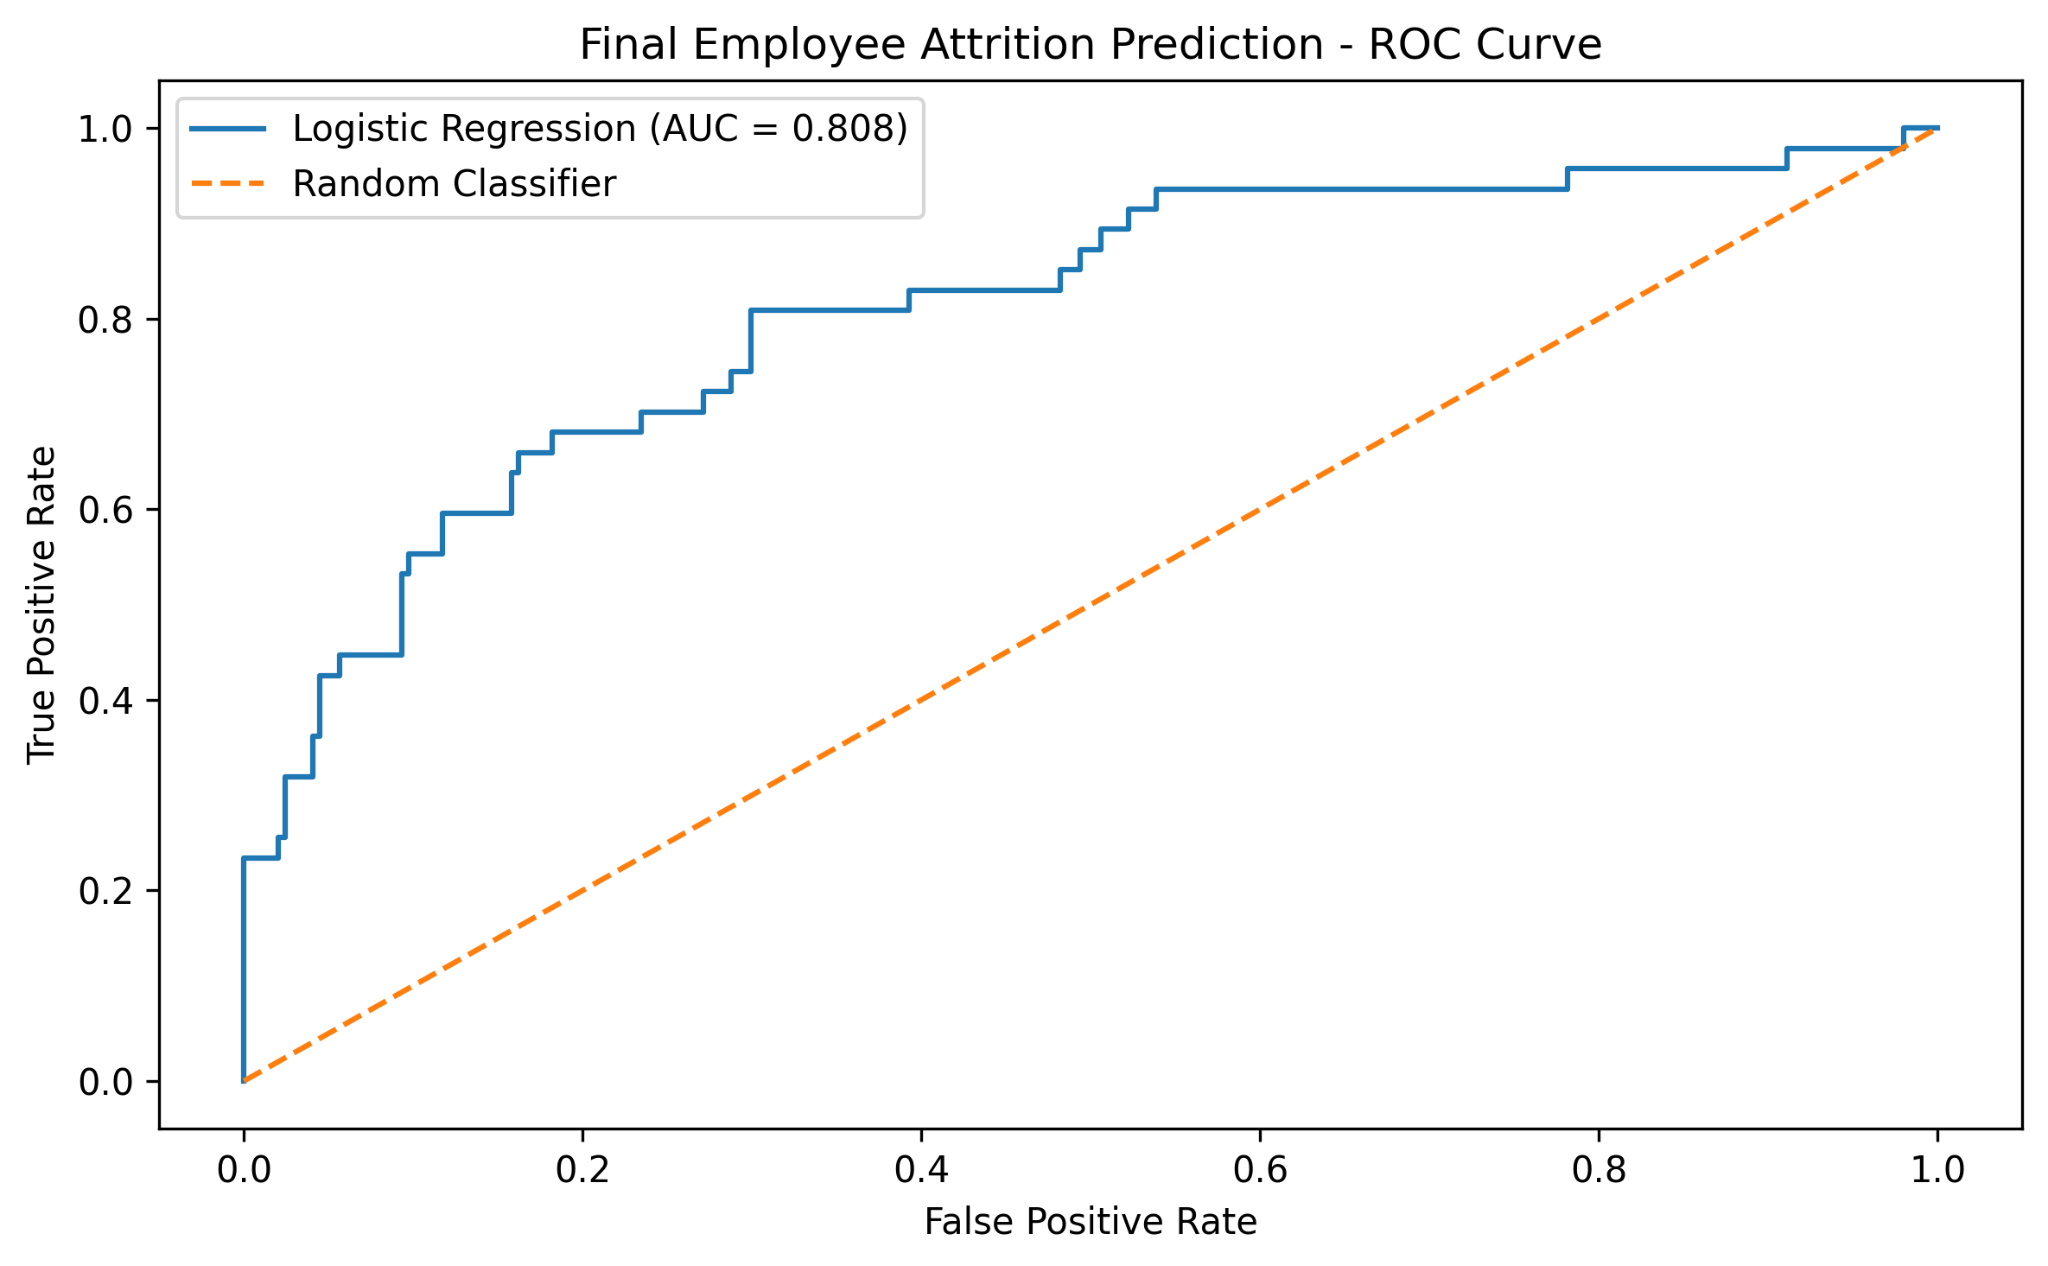 Final Employee Attrition Prediction - ROC Curve
Logistic Regression (AUC = 0.808)
Random Classifier
1.0
0.8
0.6
0.4
0.2
0.0
True Positive Rate
0.0 0.2 0.4 0.6 0.8 1.0
False Positive Rate